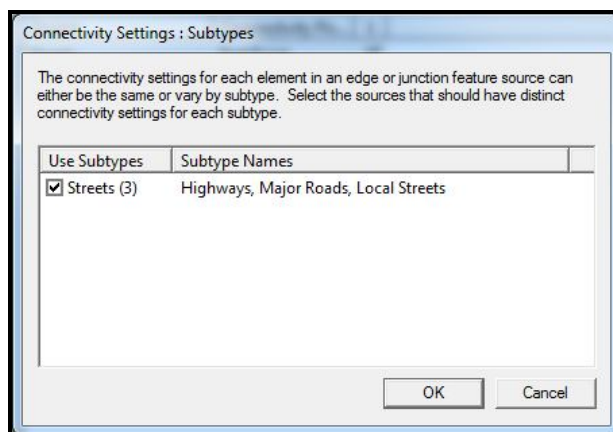 Connectivity Settings : Subtypes
The connectivity settings for each element in an edge or junction feature source can
either be the same or vary by subtype. Select the sources that should have distinct
connectivity settings for each subtype.
Use Subtypes Subtype Names
Streets (3) Highways, Major Roads, Local Streets
OK Cancel